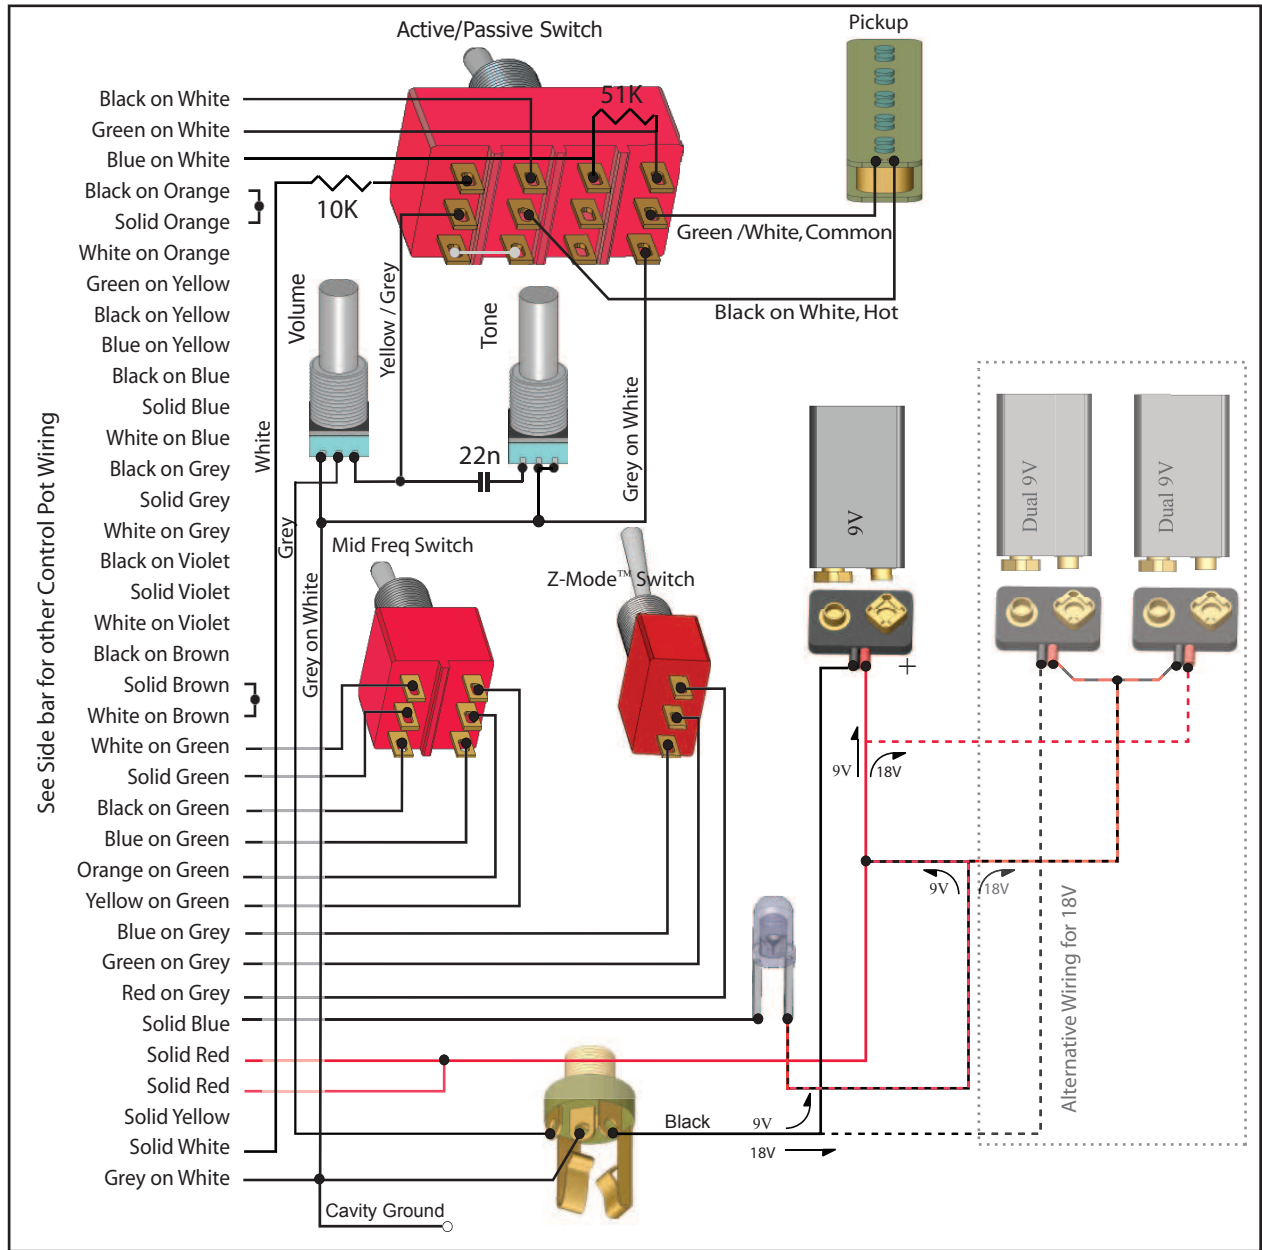 Active/Passive Switch
Pickup
51K
Black on White
Green on White
Blue on White
Black on Orange
Solid Orange
White on Orange
Green on Yellow
Black on Yellow
Blue on Yellow
Black on Blue
Solid Blue
White on Blue
Black on Grey
Solid Grey
White on Grey
Black on Violet
Solid Violet
White on Violet
Black on Brown
Solid Brown
White on Brown
White on Green
Solid Green
Black on Green
Blue on Green
Orange on Green
Yellow on Green
Blue on Grey
Green on Grey
Red on Grey
Solid Blue
Solid Red
Solid Red
Solid Yellow
Solid White
Grey on White
See Side bar for other Control Pot Wiring
10K
Green /White, Common
Black on White, Hot
Volume
Yellow / Grey
Tone
White
22n
Grey on White
Grey
Mid Freq Switch
Grey on White
Z-Mode™ Switch
9V
Dual 9V
Dual 9V
+
9V
18V
9V
18V
Alternative Wiring for 18V
Black
9V
18V
Cavity Ground